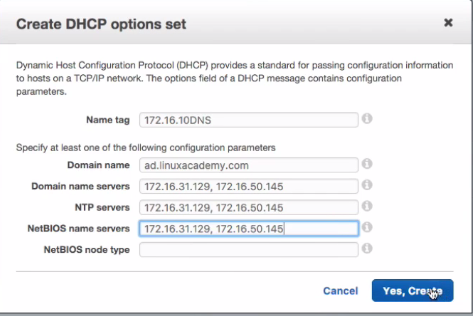 Create DHCP options set
Dynamic Host Configuration Protocol (DHCP) provides a standard for passing configuration information
to hosts on a TCP/IP network. The options field of a DHCP message contains configuration
parameters.
Name tag 172.16.10DNS
Specify at least one of the following configuration parameters
Domain name ad.linuxacademy.com
Domain name servers 172.16.31.129, 172.16.50.145
NTP servers 172.16.31.129, 172.16.50.145
NetBIOS name servers 172.16.31.129, 172.16.50.145
NetBIOS node type
Cancel Yes, Create